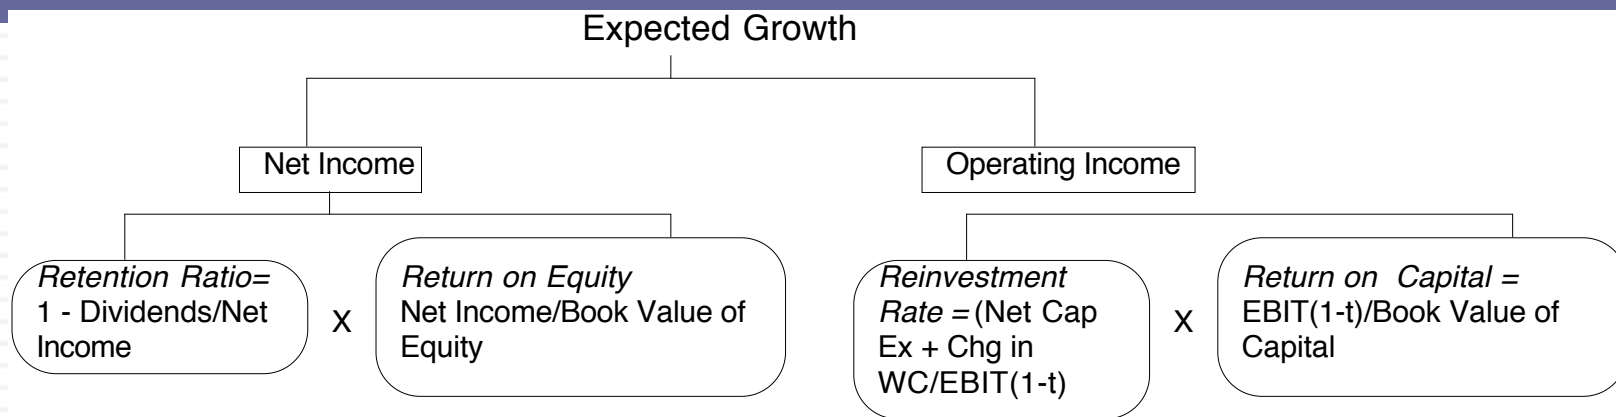 Expected Growth
Net Income
Operating Income
Retention Ratio=
1 - Dividends/Net
Income
X
Return on Equity
Net Income/Book Value of
Equity
Reinvestment
Rate = (Net Cap
Ex + Chg in
WC/EBIT(1-t)
X
Return on Capital =
EBIT(1-t)/Book Value of
Capital